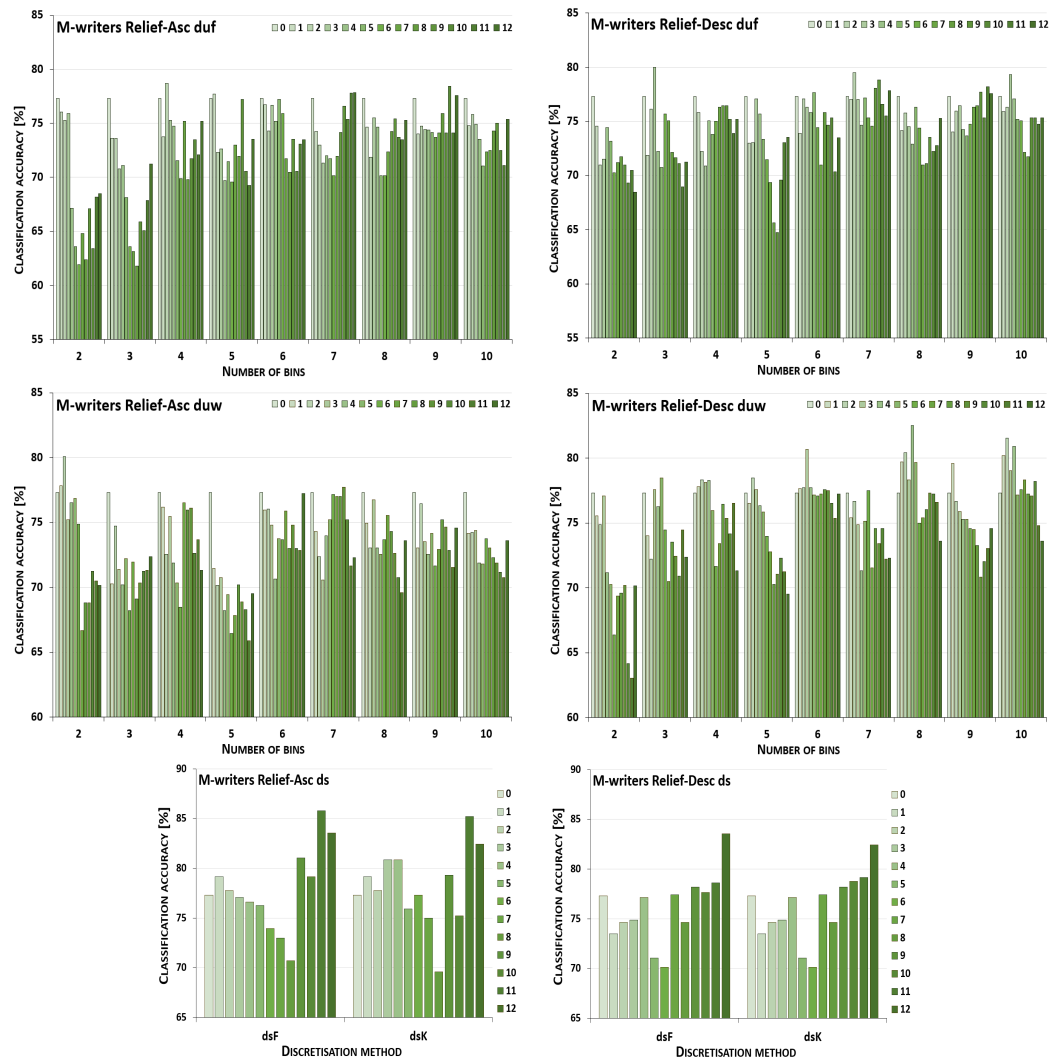 M-writers Relief-Asc duf
0 1 2 3 4 5 6 7 8 9 10 11 12
CLASSIFICATION ACCURACY [%]
85
80
75
70
65
60
55
2 3 4 5 6 7 8 9 10
NUMBER OF BINS
M-writers Relief-Desc duf
0 1 2 3 4 5 6 7 8 9 10 11 12
CLASSIFICATION ACCURACY [%]
85
80
75
70
65
60
55
2 3 4 5 6 7 8 9 10
NUMBER OF BINS
M-writers Relief-Asc duw
0 1 2 3 4 5 6 7 8 9 10 11 12
CLASSIFICATION ACCURACY [%]
85
80
75
70
65
60
2 3 4 5 6 7 8 9 10
NUMBER OF BINS
M-writers Relief-Desc duw
0 1 2 3 4 5 6 7 8 9 10 11 12
CLASSIFICATION ACCURACY [%]
85
80
75
70
65
60
2 3 4 5 6 7 8 9 10
NUMBER OF BINS
M-writers Relief-Asc ds
CLASSIFICATION ACCURACY [%]
90
85
80
75
70
65
dsF dsK
DISCRETISATION METHOD
0
1
2
3
4
5
6
7
8
9
10
11
12
M-writers Relief-Desc ds
CLASSIFICATION ACCURACY [%]
90
85
80
75
70
65
dsF dsK
DISCRETISATION METHOD
0
1
2
3
4
5
6
7
8
9
10
11
12